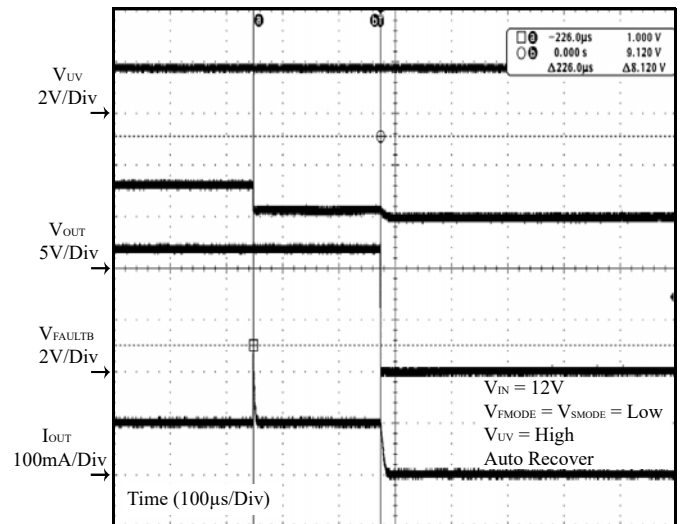 a
b
T
a -226.0µs 1.000 V
b 0.000 s 9.120 V
Δ226.0µs Δ8.120 V
VUV
2V/Div
VOUT
5V/Div
VFAULTB
2V/Div
IOUT
100mA/Div
VIN = 12V
VFMODE = VSMODE = Low
VUV = High
Auto Recover
Time (100µs/Div)